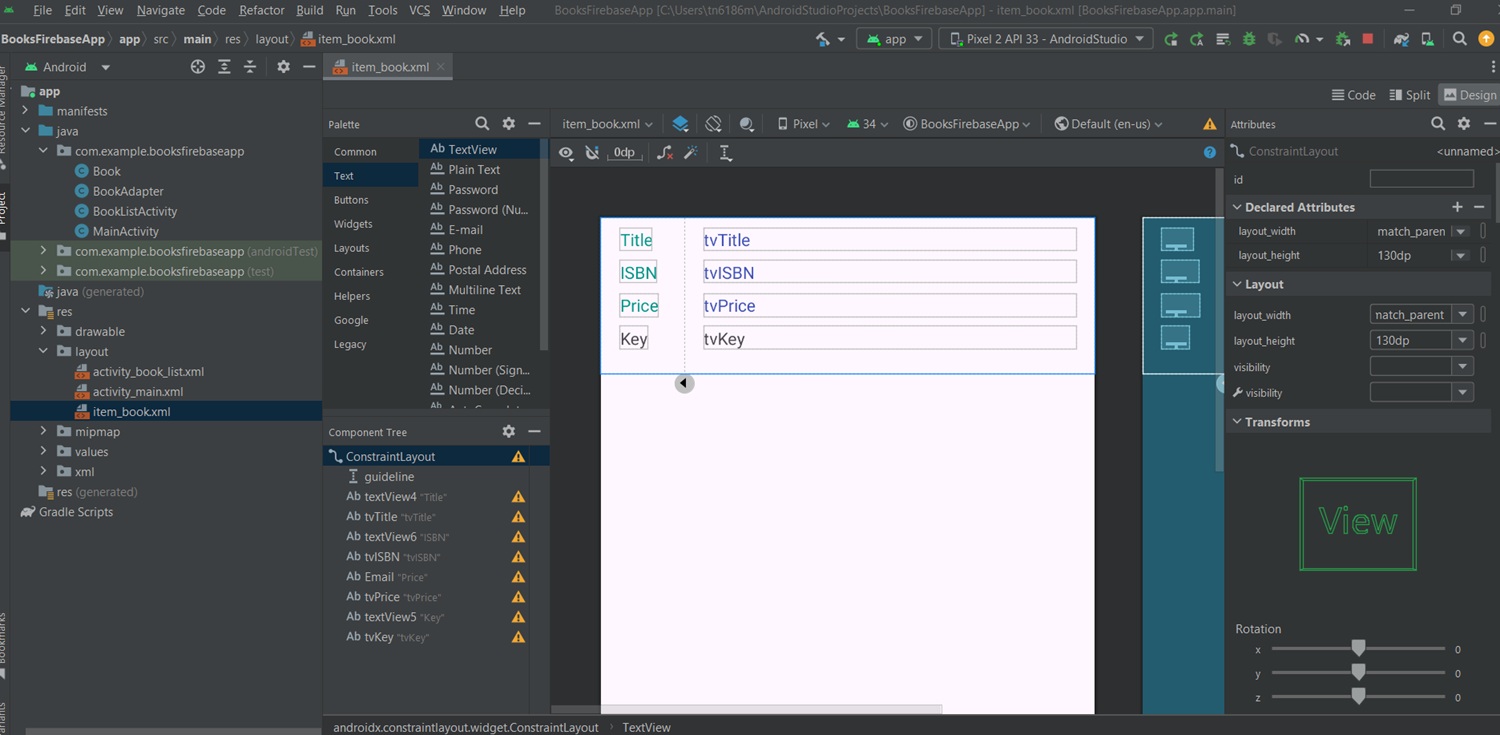 File Edit View Navigate Code Refactor Build Run Tools VCS Window Help BooksFirebaseApp [C:\Users\tn6186m\AndroidStudioProjects\BooksFirebaseApp] - item_book.xml [BooksFirebaseApp.app.main]
BooksFirebaseApp app src main res layout item_book.xml app Pixel 2 API 33 - AndroidStudio
Resource Manager
Project
Bookmarks
Android
app
manifests
java
com.example.booksfirebaseapp
Book
BookAdapter
BookListActivity
MainActivity
com.example.booksfirebaseapp (androidTest)
com.example.booksfirebaseapp (test)
java (generated)
res
drawable
layout
activity_book_list.xml
activity_main.xml
item_book.xml
mipmap
values
xml
res (generated)
Gradle Scripts
item_book.xml
Code Split Design
Palette
Common
Text
Buttons
Widgets
Layouts
Containers
Helpers
Google
Legacy
Ab TextView
Ab Plain Text
Ab Password
Ab Password (Nu...
Ab E-mail
Ab Phone
Ab Postal Address
Ab Multiline Text
Ab Time
Ab Date
Ab Number
Ab Number (Sign...
Ab Number (Deci...
Component Tree
ConstraintLayout
guideline
Ab textView4 "Title"
Ab tvTitle "tvTitle"
Ab textView6 "ISBN"
Ab tvISBN "tvISBN"
Ab Email "Price"
Ab tvPrice "tvPrice"
Ab textView5 "Key"
Ab tvKey "tvKey"
item_book.xml Pixel 34 BooksFirebaseApp Default (en-us)
0dp
Title tvTitle
ISBN tvISBN
Price tvPrice
Key tvKey
Attributes
ConstraintLayout <unnamed>
id
Declared Attributes
layout_width match_paren
layout_height 130dp
Layout
layout_width natch_parent
layout_height 130dp
visibility
visibility
Transforms
View
Rotation
x 0
y 0
z 0
androidx.constraintlayout.widget.ConstraintLayout TextView